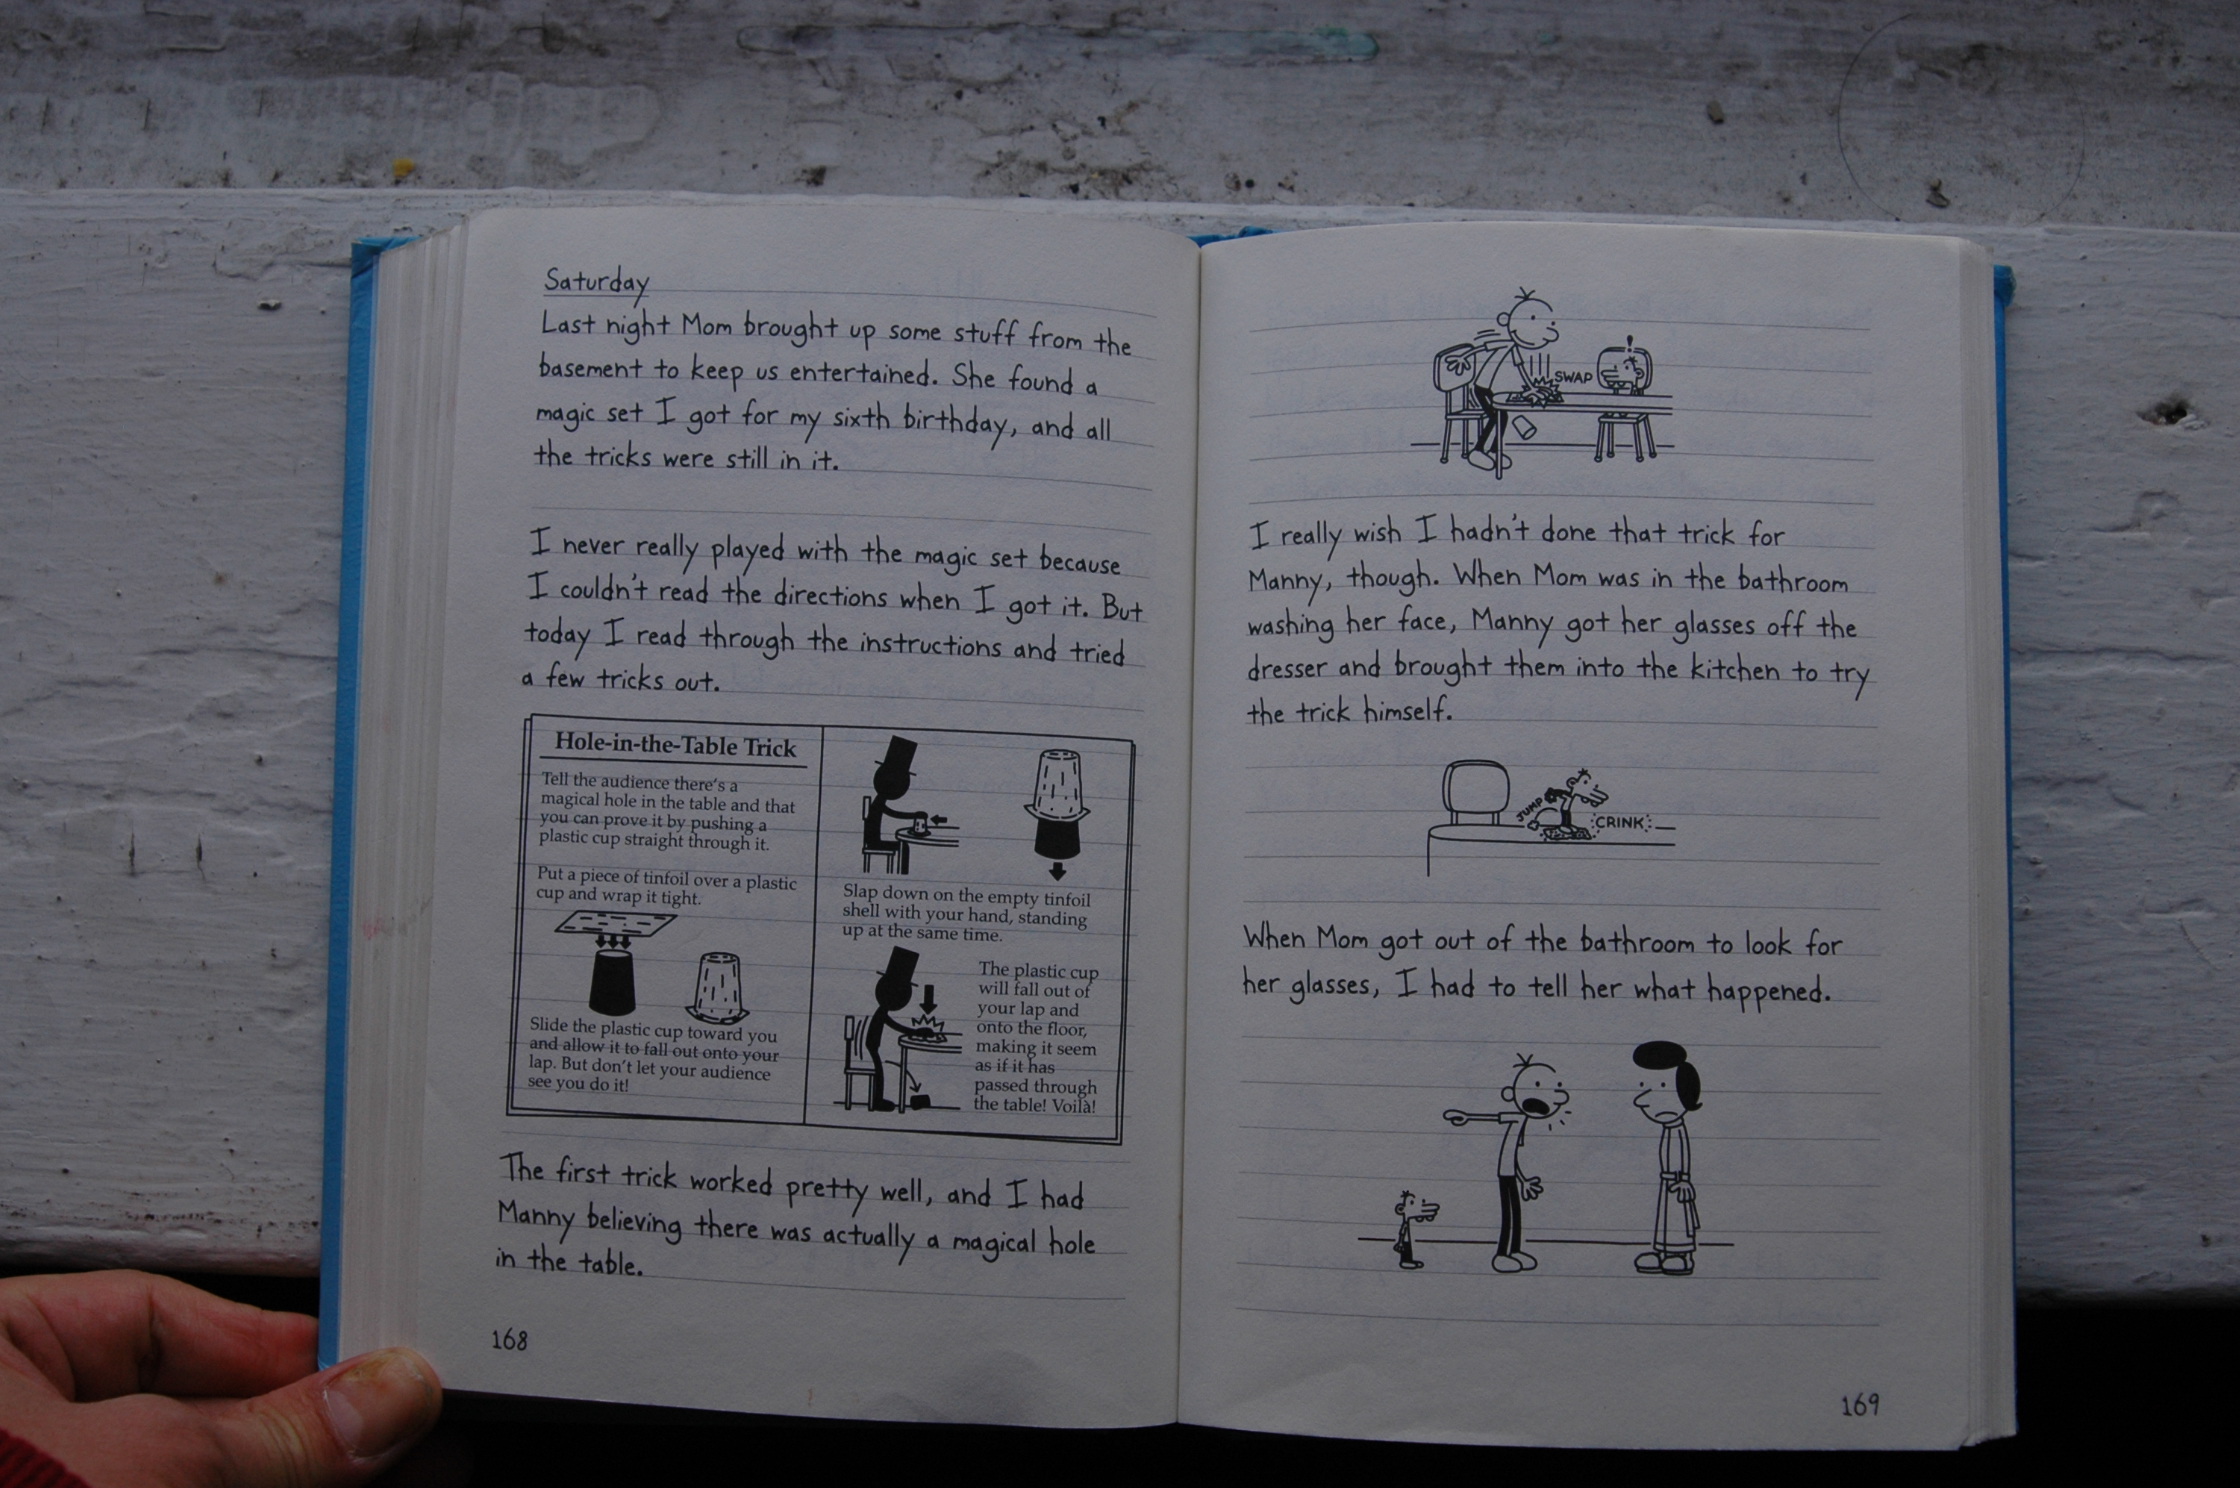 Saturday
Last night Mom brought up some stuff from the
basement to keep us entertained. She found a
magic set I got for my sixth birthday, and all
the tricks were still in it.
I never really played with the magic set because
I couldn't read the directions when I got it. But
today I read through the instructions and tried
a few tricks out.
Hole-in-the-Table Trick
Tell the audience there's a
magical hole in the table and that
you can prove it by pushing a
plastic cup straight through it.
Put a piece of tinfoil over a plastic
cup and wrap it tight.
Slide the plastic cup toward you
and allow it to fall out onto your
lap. But don't let your audience
see you do it!
Slap down on the empty tinfoil
shell with your hand, standing
up at the same time.
The plastic cup
will fall out of
your lap and
onto the floor,
making it seem
as if it has
passed through
the table! Voilà!
The first trick worked pretty well, and I had
Manny believing there was actually a magical hole
in the table.
168
!
SWAP
I really wish I hadn't done that trick for
Manny, though. When Mom was in the bathroom
washing her face, Manny got her glasses off the
dresser and brought them into the kitchen to try
the trick himself.
JUMP
CRINK
When Mom got out of the bathroom to look for
her glasses, I had to tell her what happened.
169